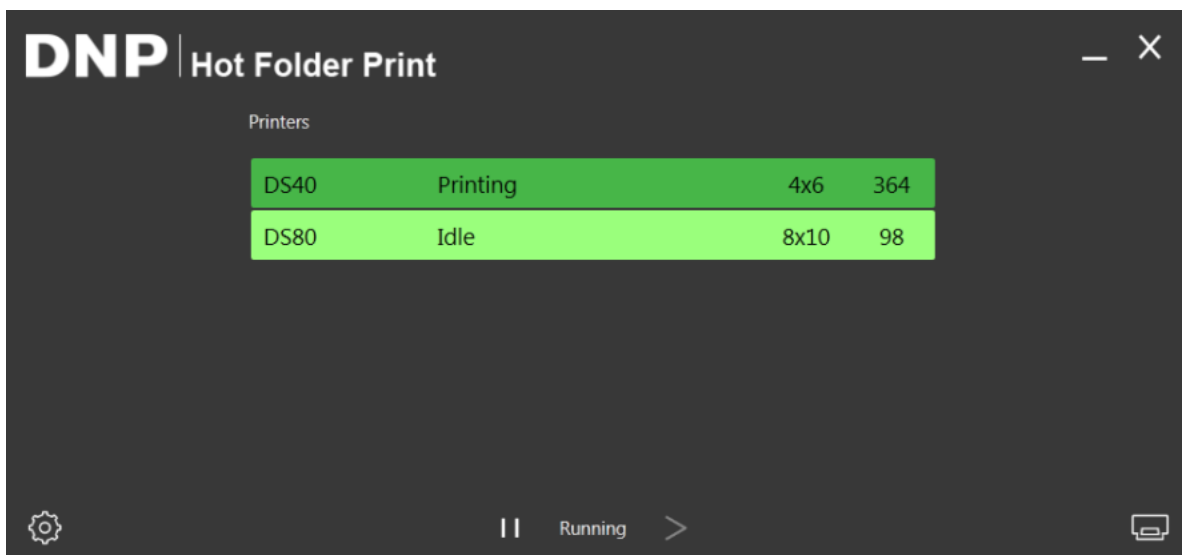 DNP Hot Folder Print
Printers
DS40 Printing 4x6 364
DS80 Idle 8x10 98
Running